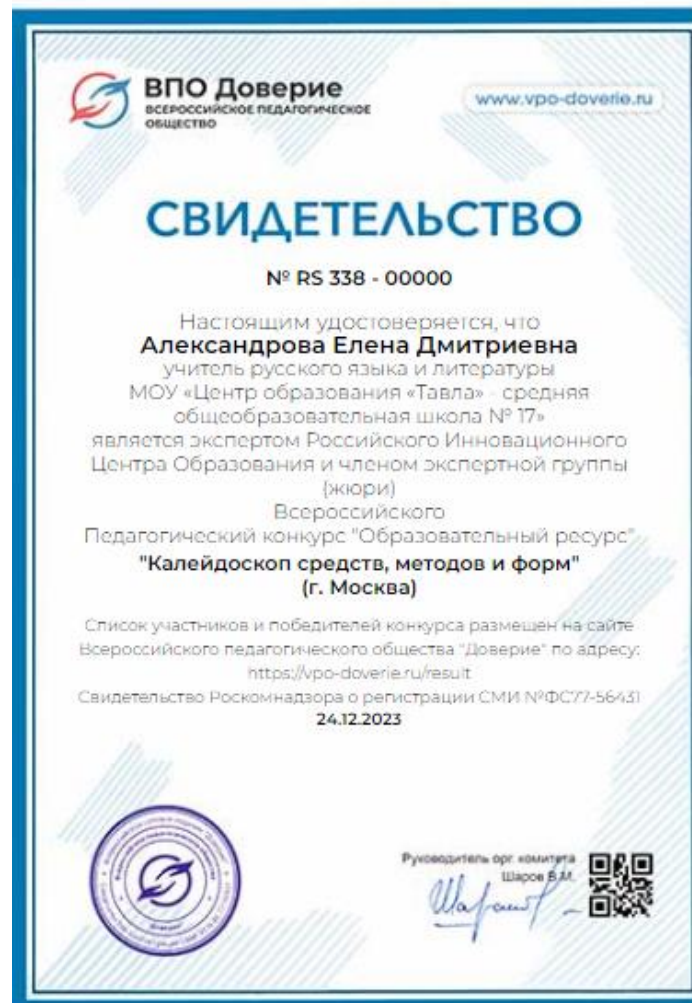 ВПО Доверие
ВСЕРОССИЙСКОЕ ПЕДАГОГИЧЕСКОЕ
ОБЩЕСТВО
www.vpo-doverie.ru
СВИДЕТЕЛЬСТВО
№ RS 338 - 00000
Настоящим удостоверяется, что
Александрова Елена Дмитриевна
учитель русского языка и литературы
МОУ «Центр образования «Тавла» - средняя
общеобразовательная школа № 17»
является экспертом Российского Инновационного
Центра Образования и членом экспертной группы
(жюри)
Всероссийского
Педагогический конкурс "Образовательный ресурс"
"Калейдоскоп средств, методов и форм"
(г. Москва)
Список участников и победителей конкурса размещен на сайте
Всероссийского педагогического общества "Доверие" по адресу:
https://vpo-doverie.ru/result
Свидетельство Роскомнадзора о регистрации СМИ №ФС77-56431
24.12.2023
Руководитель орг. комитета
Шаров В.М.